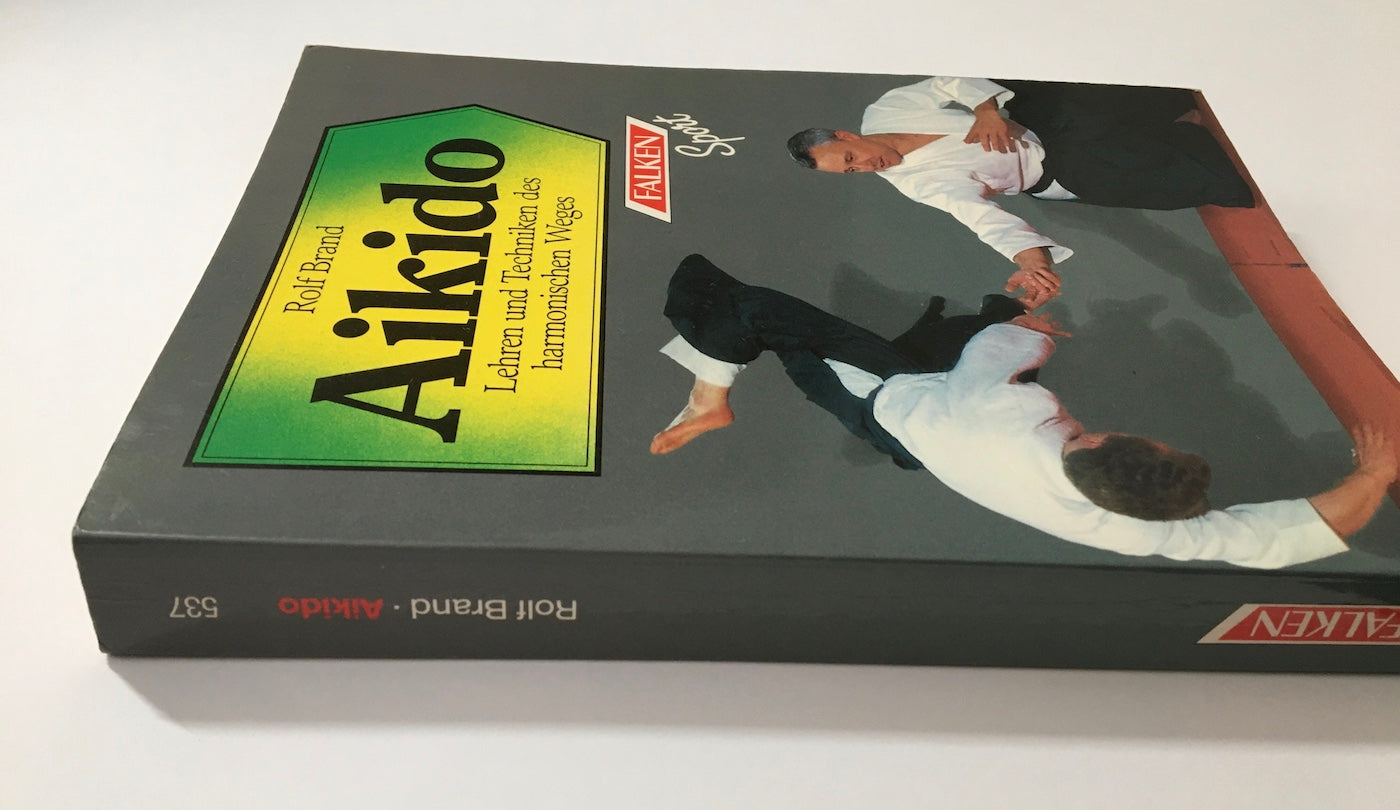 Rolf Brand
Aikido
Lehren und Techniken des
harmonischen Weges
FALKEN
Sport
Rolf Brand · Aikido 537
FALKEN